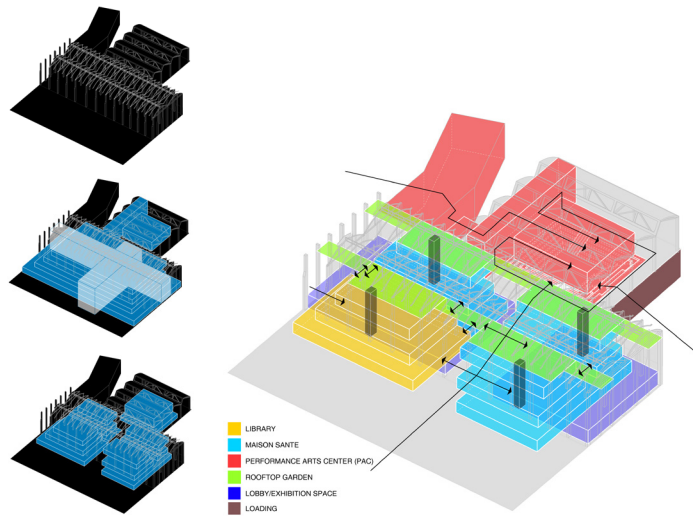 LIBRARY
MAISON SANTE
PERFORMANCE ARTS CENTER (PAC)
ROOFTOP GARDEN
LOBBY/EXHIBITION SPACE
LOADING